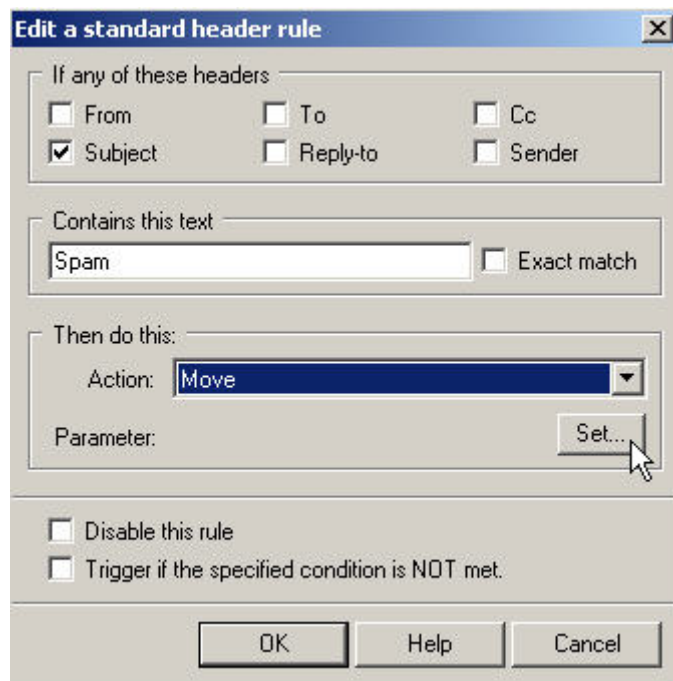 Edit a standard header rule
If any of these headers
From To Cc
Subject Reply-to Sender
Contains this text
Spam Exact match
Then do this:
Action: Move
Parameter: Set...
Disable this rule
Trigger if the specified condition is NOT met.
OK Help Cancel